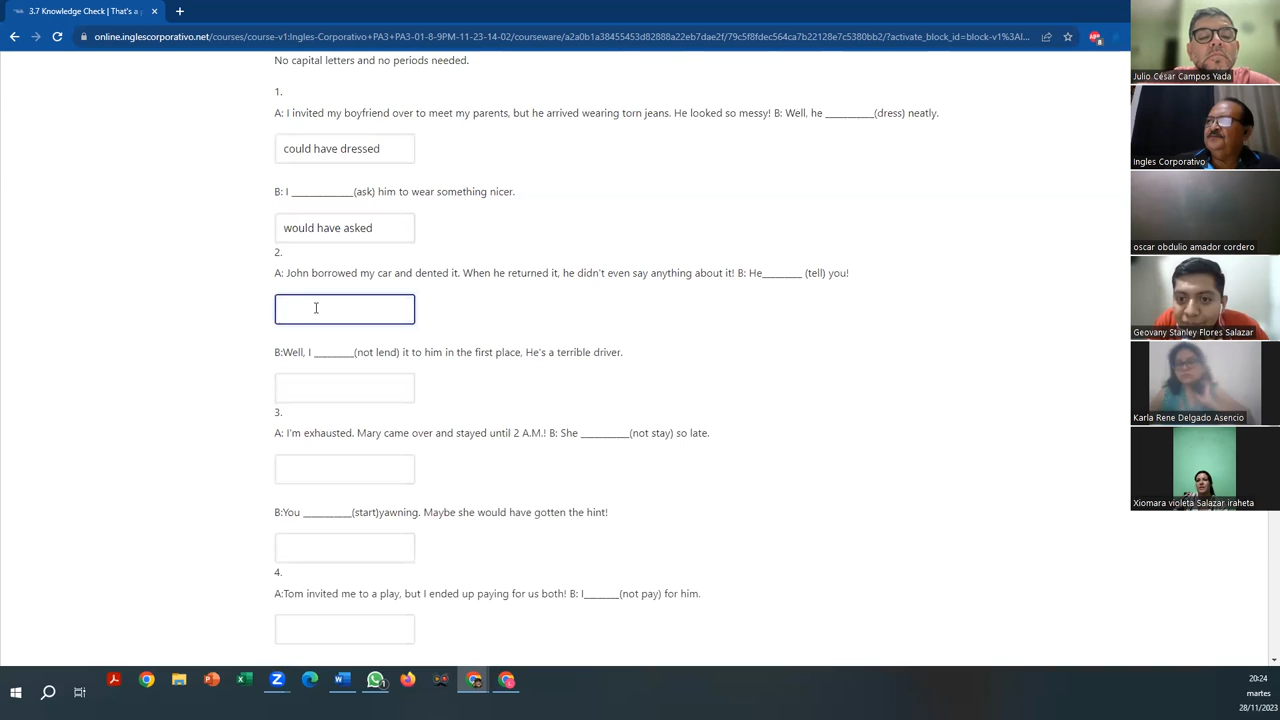 3.7 Knowledge Check | That's a
online.inglescorporativo.net/courses/course-v1:Ingles-Corporativo+PA3+PA3-01-8-9PM-11-23-14-02/courseware/a2a0b1a38455453d82888a22eb7dae2f/79c5f8fdec564ca7b22128e7c5380bb2/?activate_block_id=block-v1%3AI...
No capital letters and no periods needed.
1.
A: I invited my boyfriend over to meet my parents, but he arrived wearing torn jeans. He looked so messy! B: Well, he __________(dress) neatly.
could have dressed
B: I _____________(ask) him to wear something nicer.
would have asked
2.
A: John borrowed my car and dented it. When he returned it, he didn't even say anything about it! B: He________ (tell) you!
B:Well, I ________(not lend) it to him in the first place, He's a terrible driver.
3.
A: I'm exhausted. Mary came over and stayed until 2 A.M.! B: She __________(not stay) so late.
B:You __________(start)yawning. Maybe she would have gotten the hint!
4.
A:Tom invited me to a play, but I ended up paying for us both! B: I_______(not pay) for him.
Julio César Campos Yada
Ingles Corporativo
oscar obdulio amador cordero
Geovany Stanley Flores Salazar
Karla Rene Delgado Asencio
Xiomara violeta Salazar iraheta
20:24
martes
28/11/2023